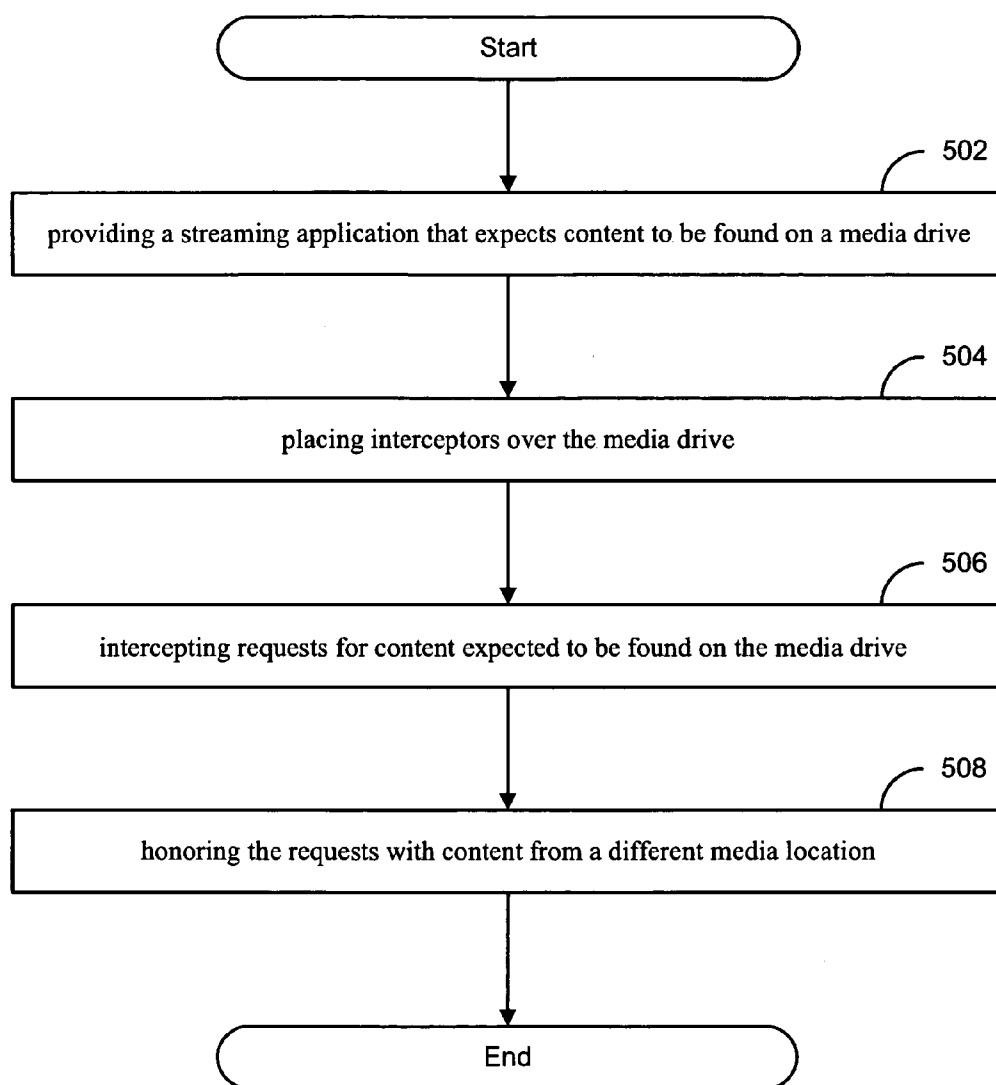 Start
502
providing a streaming application that expects content to be found on a media drive
504
placing interceptors over the media drive
506
intercepting requests for content expected to be found on the media drive
508
honoring the requests with content from a different media location
End